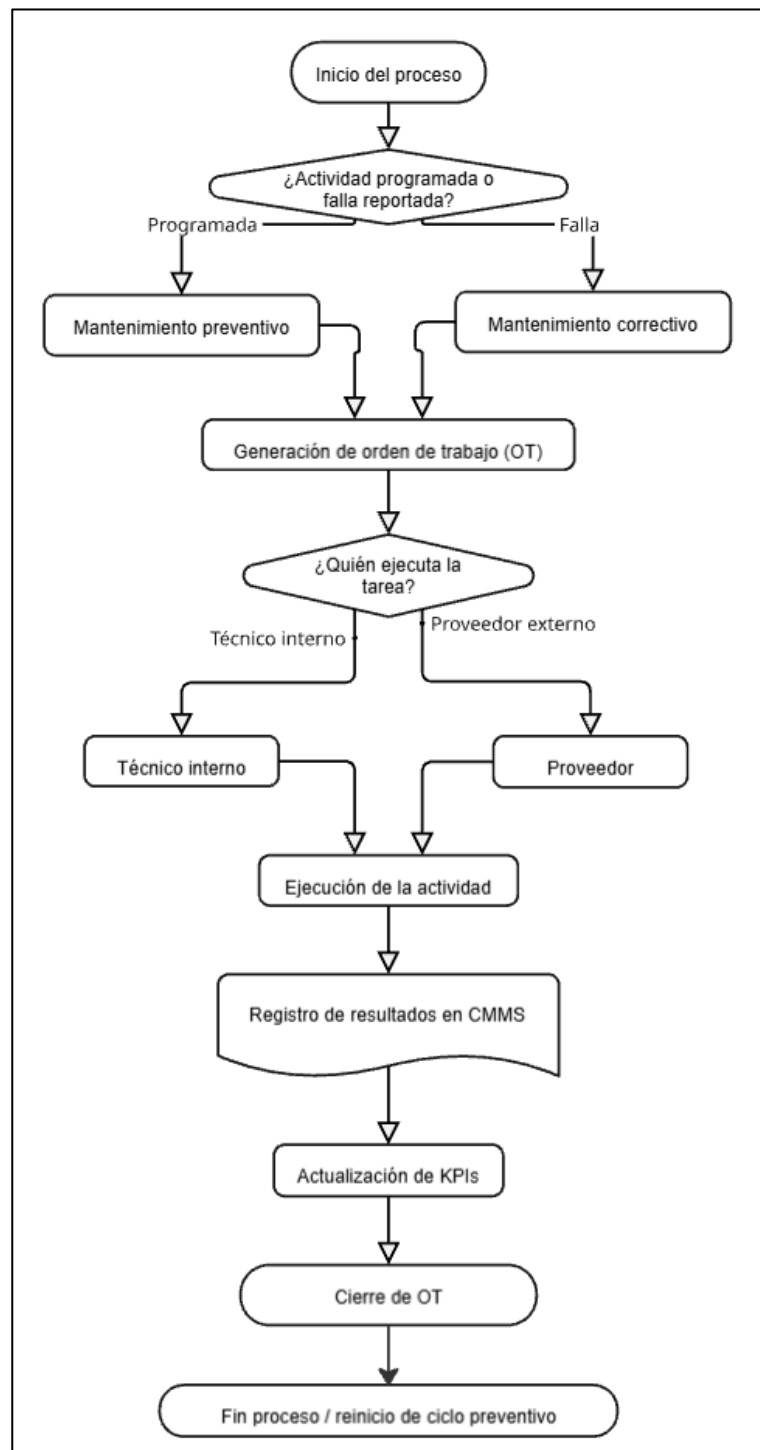 Inicio del proceso
¿Actividad programada o
falla reportada?
Programada
Falla
Mantenimiento preventivo
Mantenimiento correctivo
Generación de orden de trabajo (OT)
¿Quién ejecuta la
tarea?
Técnico interno
Proveedor externo
Técnico interno
Proveedor
Ejecución de la actividad
Registro de resultados en CMMS
Actualización de KPIs
Cierre de OT
Fin proceso / reinicio de ciclo preventivo